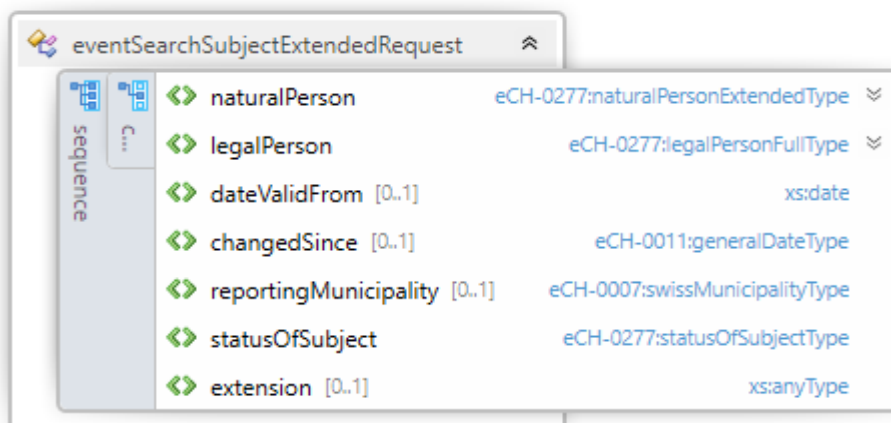 eventSearchSubjectExtendedRequest
sequence
c...
naturalPerson eCH-0277:naturalPersonExtendedType
legalPerson eCH-0277:legalPersonFullType
dateValidFrom [0..1] xs:date
changedSince [0..1] eCH-0011:generalDateType
reportingMunicipality [0..1] eCH-0007:swissMunicipalityType
statusOfSubject eCH-0277:statusOfSubjectType
extension [0..1] xs:anyType